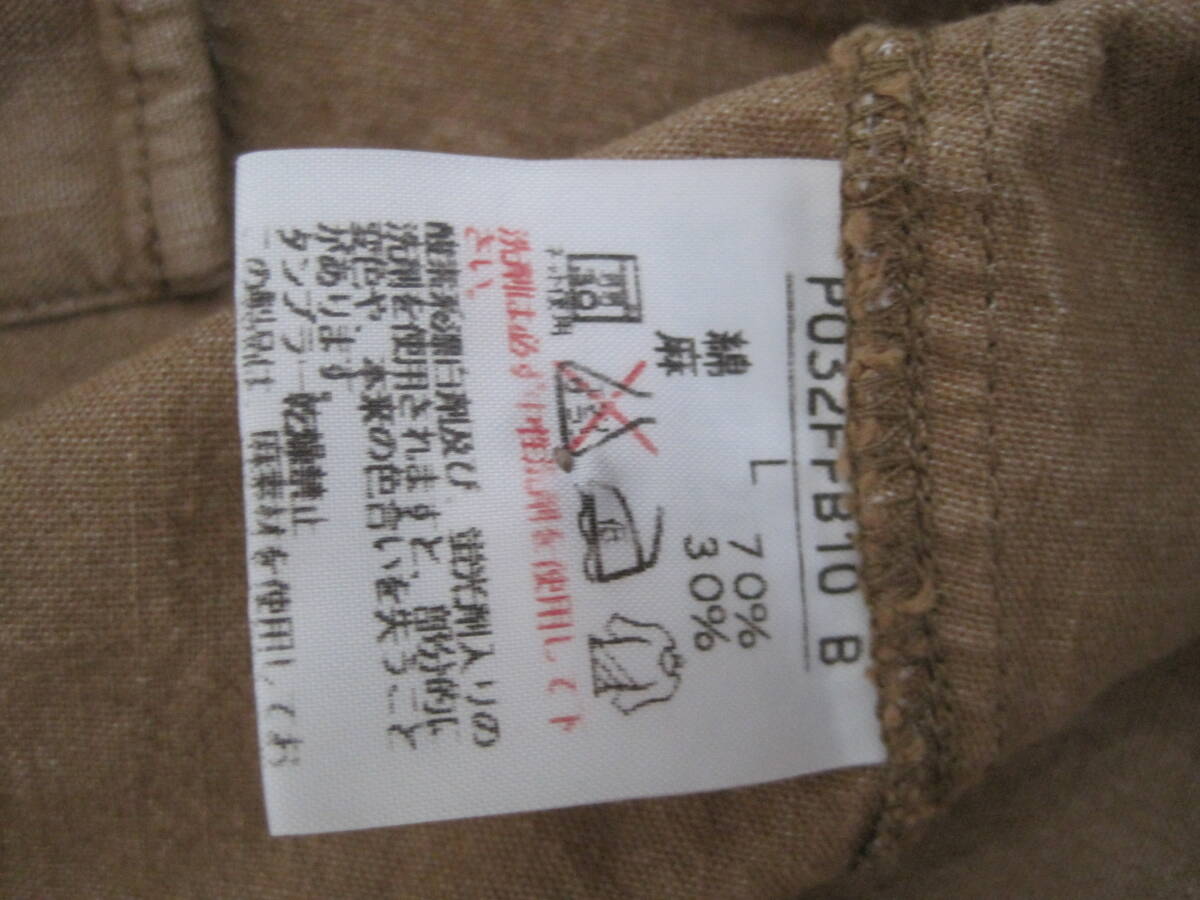 P032FFB10 B
L
綿 70%
麻 30%
洗剤は必ず中性洗剤を使用して下
さい。
酸素系漂白剤及び 蛍光剤入りの
洗剤を使用されますと 部分的に
変色や 本来の色合いを失うこと
があります
タンブラー乾燥禁止
麻素材を使用してお